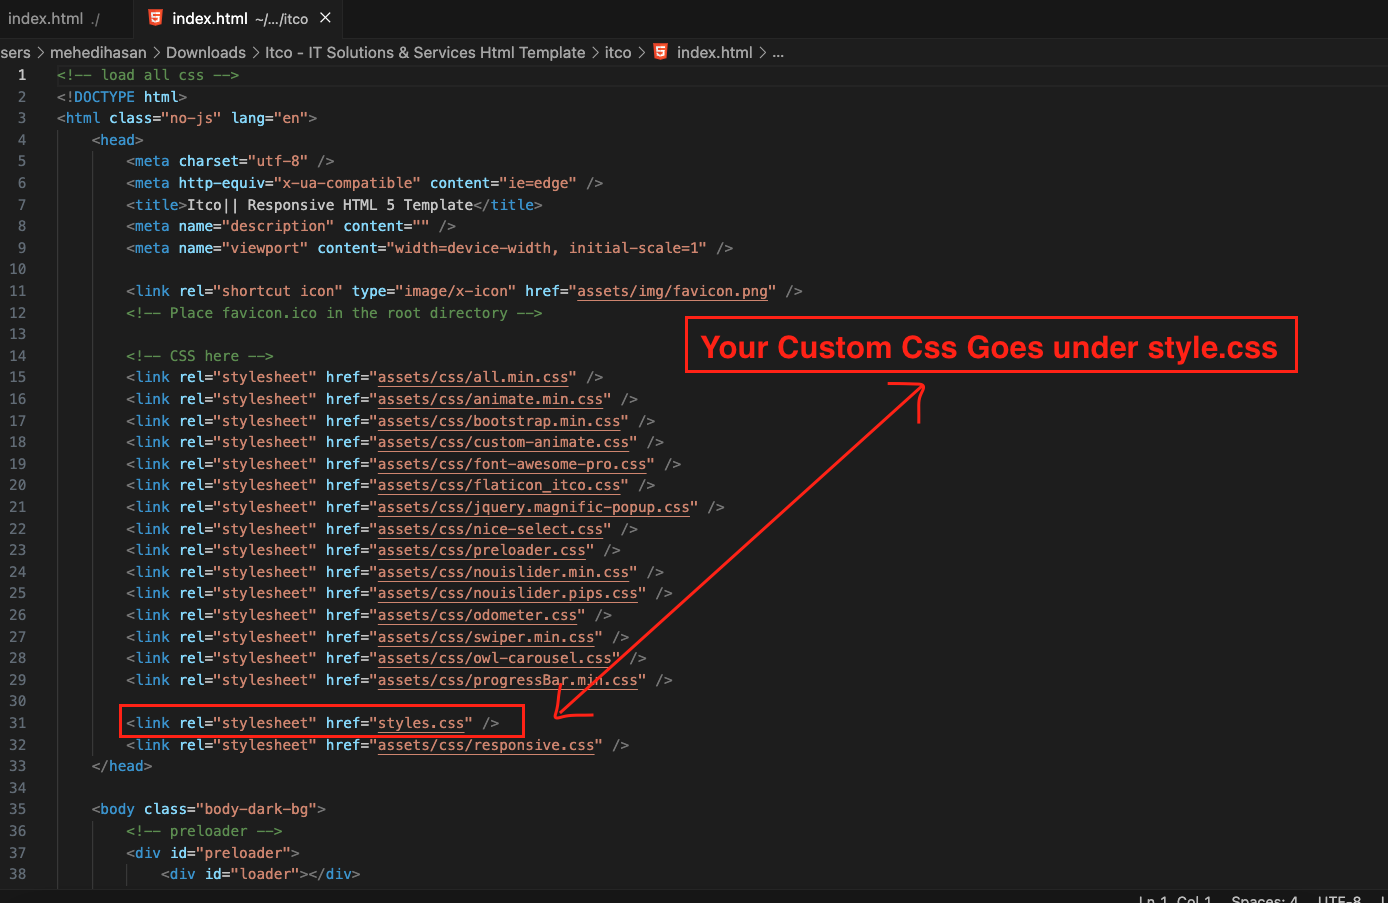 index.html ./ index.html ~/.../itco ×
sers > mehedihasan > Downloads > Itco - IT Solutions & Services Html Template > itco > index.html > ...
1 <!-- load all css -->
2 <!DOCTYPE html>
3 <html class="no-js" lang="en">
4 <head>
5 <meta charset="utf-8" />
6 <meta http-equiv="x-ua-compatible" content="ie=edge" />
7 <title>Itco|| Responsive HTML 5 Template</title>
8 <meta name="description" content="" />
9 <meta name="viewport" content="width=device-width, initial-scale=1" />
10
11 <link rel="shortcut icon" type="image/x-icon" href="assets/img/favicon.png" />
12 <!-- Place favicon.ico in the root directory -->
13
Your Custom Css Goes under style.css
14 <!-- CSS here -->
15 <link rel="stylesheet" href="assets/css/all.min.css" />
16 <link rel="stylesheet" href="assets/css/animate.min.css" />
17 <link rel="stylesheet" href="assets/css/bootstrap.min.css" />
18 <link rel="stylesheet" href="assets/css/custom-animate.css" />
19 <link rel="stylesheet" href="assets/css/font-awesome-pro.css" />
20 <link rel="stylesheet" href="assets/css/flaticon_itco.css" />
21 <link rel="stylesheet" href="assets/css/jquery.magnific-popup.css" />
22 <link rel="stylesheet" href="assets/css/nice-select.css" />
23 <link rel="stylesheet" href="assets/css/preloader.css" />
24 <link rel="stylesheet" href="assets/css/nouislider.min.css" />
25 <link rel="stylesheet" href="assets/css/nouislider.pips.css" />
26 <link rel="stylesheet" href="assets/css/odometer.css" />
27 <link rel="stylesheet" href="assets/css/swiper.min.css" />
28 <link rel="stylesheet" href="assets/css/owl-carousel.css" />
29 <link rel="stylesheet" href="assets/css/progressBar.min.css" />
30
31 <link rel="stylesheet" href="styles.css" />
32 <link rel="stylesheet" href="assets/css/responsive.css" />
33 </head>
34
35 <body class="body-dark-bg">
36 <!-- preloader -->
37 <div id="preloader">
38 <div id="loader"></div>
Ln 1, Col 1 Spaces: 4 UTF-8